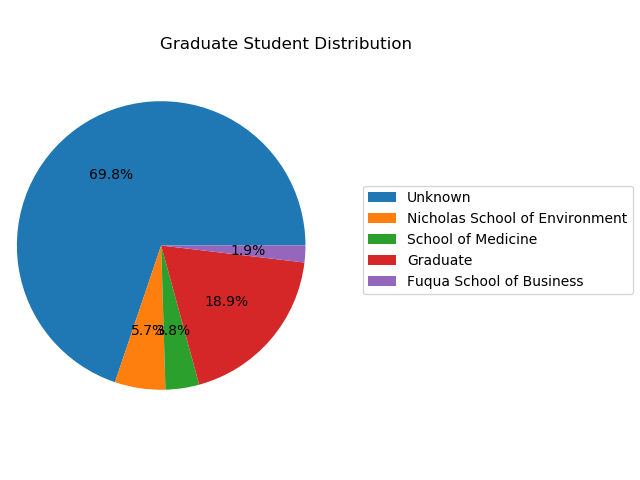 Graduate Student Distribution
69.8%
Unknown
Nicholas School of Environment
School of Medicine
Graduate
Fuqua School of Business
1.9%
18.9%
5.7%
3.8%